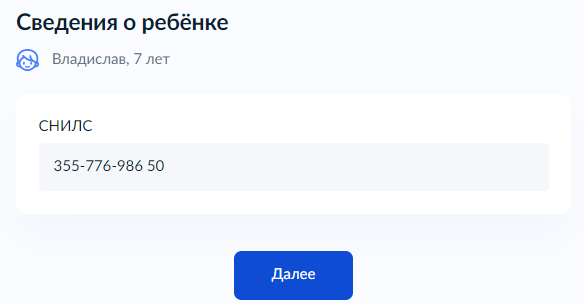 Сведения о ребёнке
Владислав, 7 лет
СНИЛС
355-776-986 50
Далее